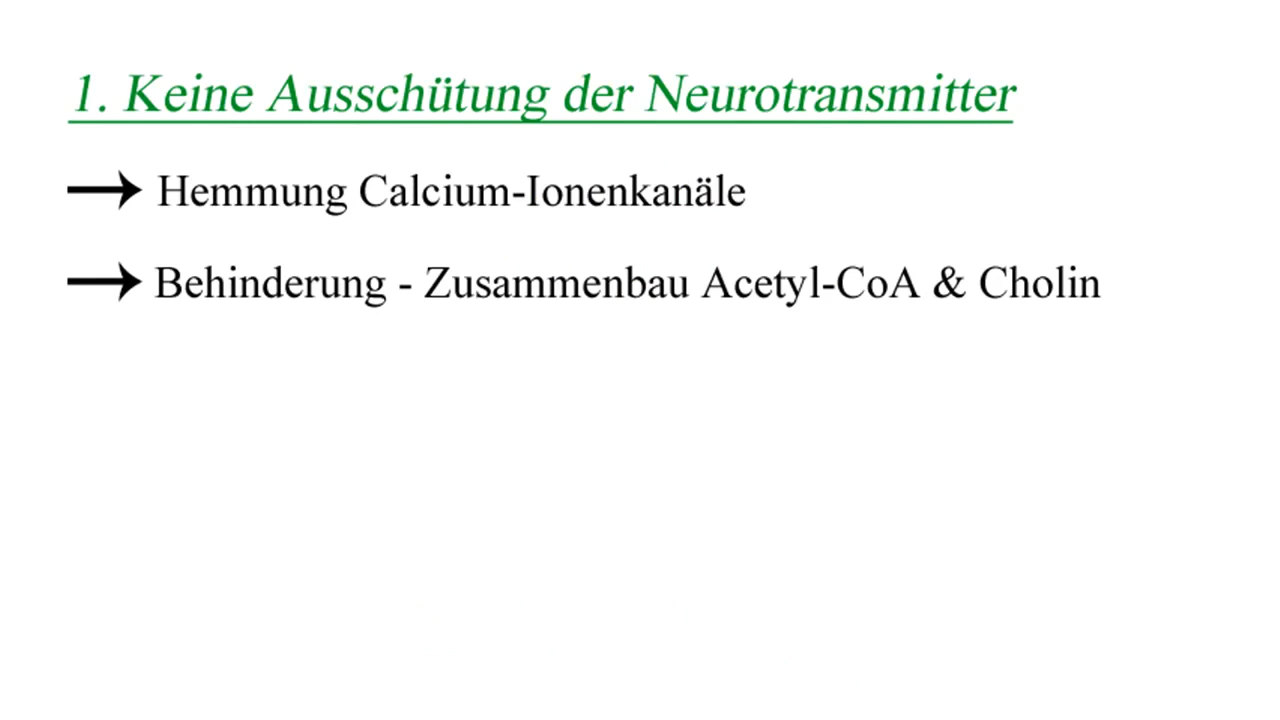 1. Keine Ausschütung der Neurotransmitter
→ Hemmung Calcium-Ionenkanäle
→ Behinderung - Zusammenbau Acetyl-CoA & Cholin